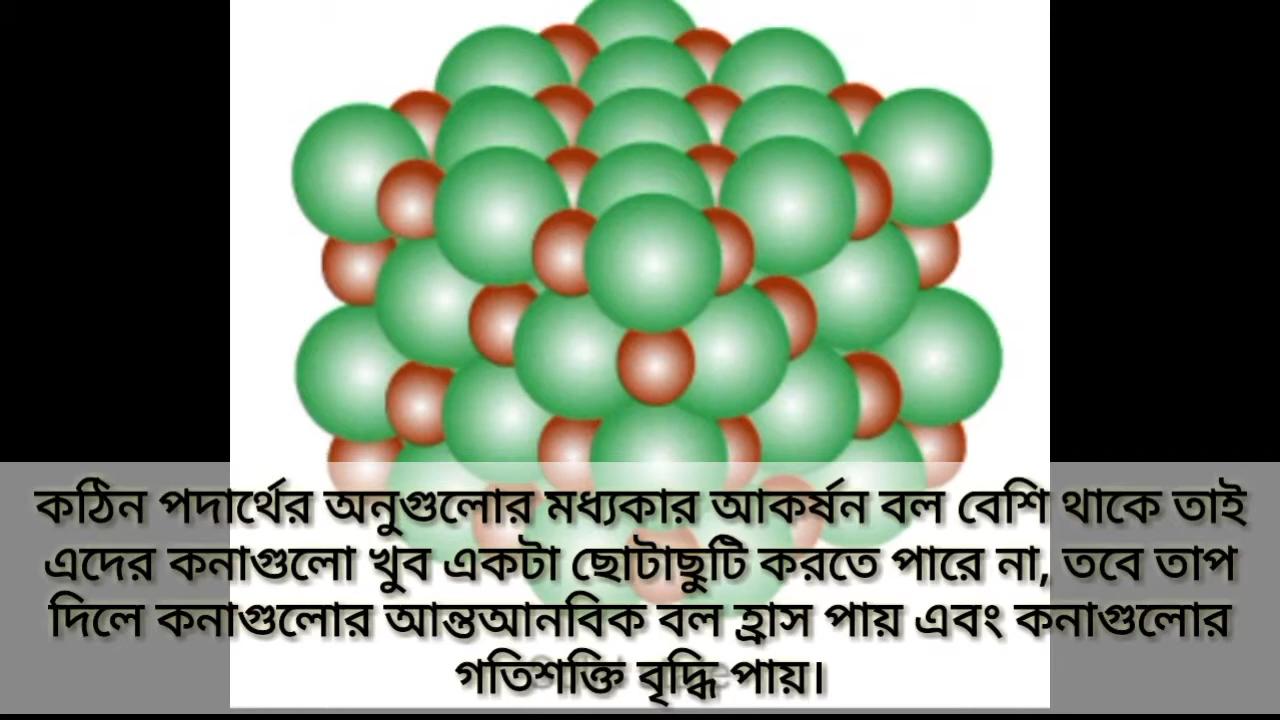 কঠিন পদার্থের অনুগুলোর মধ্যকার আকর্ষন বল বেশি থাকে তাই
এদের কনাগুলো খুব একটা ছোটাছুটি করতে পারে না, তবে তাপ
দিলে কনাগুলোর আন্তআনবিক বল হ্রাস পায় এবং কনাগুলোর
গতিশক্তি বৃদ্ধি পায়।